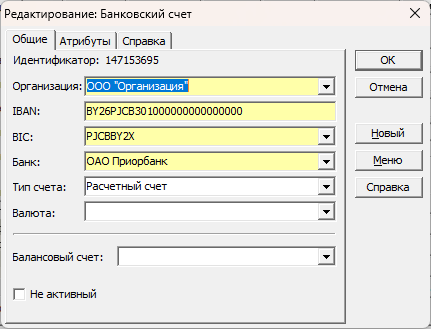 Редактирование: Банковский счет
Общие Атрибуты Справка
Идентификатор: 147153695
OK
Организация: ООО "Организация"
Отмена
IBAN: BY26PJCB301000000000000000
BIC: PJCBBY2X
Новый
Банк: ОАО Приорбанк
Меню
Тип счета: Расчетный счет
Справка
Валюта:
Балансовый счет:
Не активный